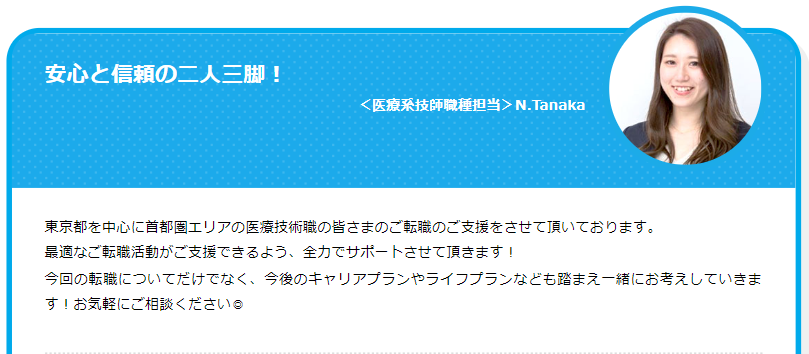 安心と信頼の二人三脚！
＜医療系技師職種担当＞N.Tanaka
東京都を中心に首都圏エリアの医療技術職の皆さまのご転職のご支援をさせて頂いております。
最適なご転職活動がご支援できるよう、全力でサポートさせて頂きます！
今回の転職についてだけでなく、今後のキャリアプランやライフプランなども踏まえ一緒にお考えしていきま
す！お気軽にご相談ください☺